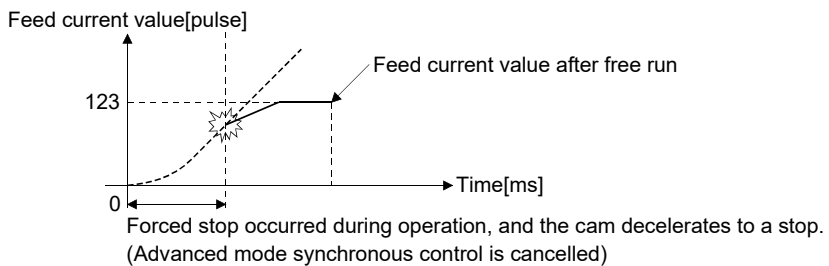 Feed current value[pulse]
Feed current value after free run
123
Time[ms]
0
Forced stop occurred during operation, and the cam decelerates to a stop.
(Advanced mode synchronous control is cancelled)